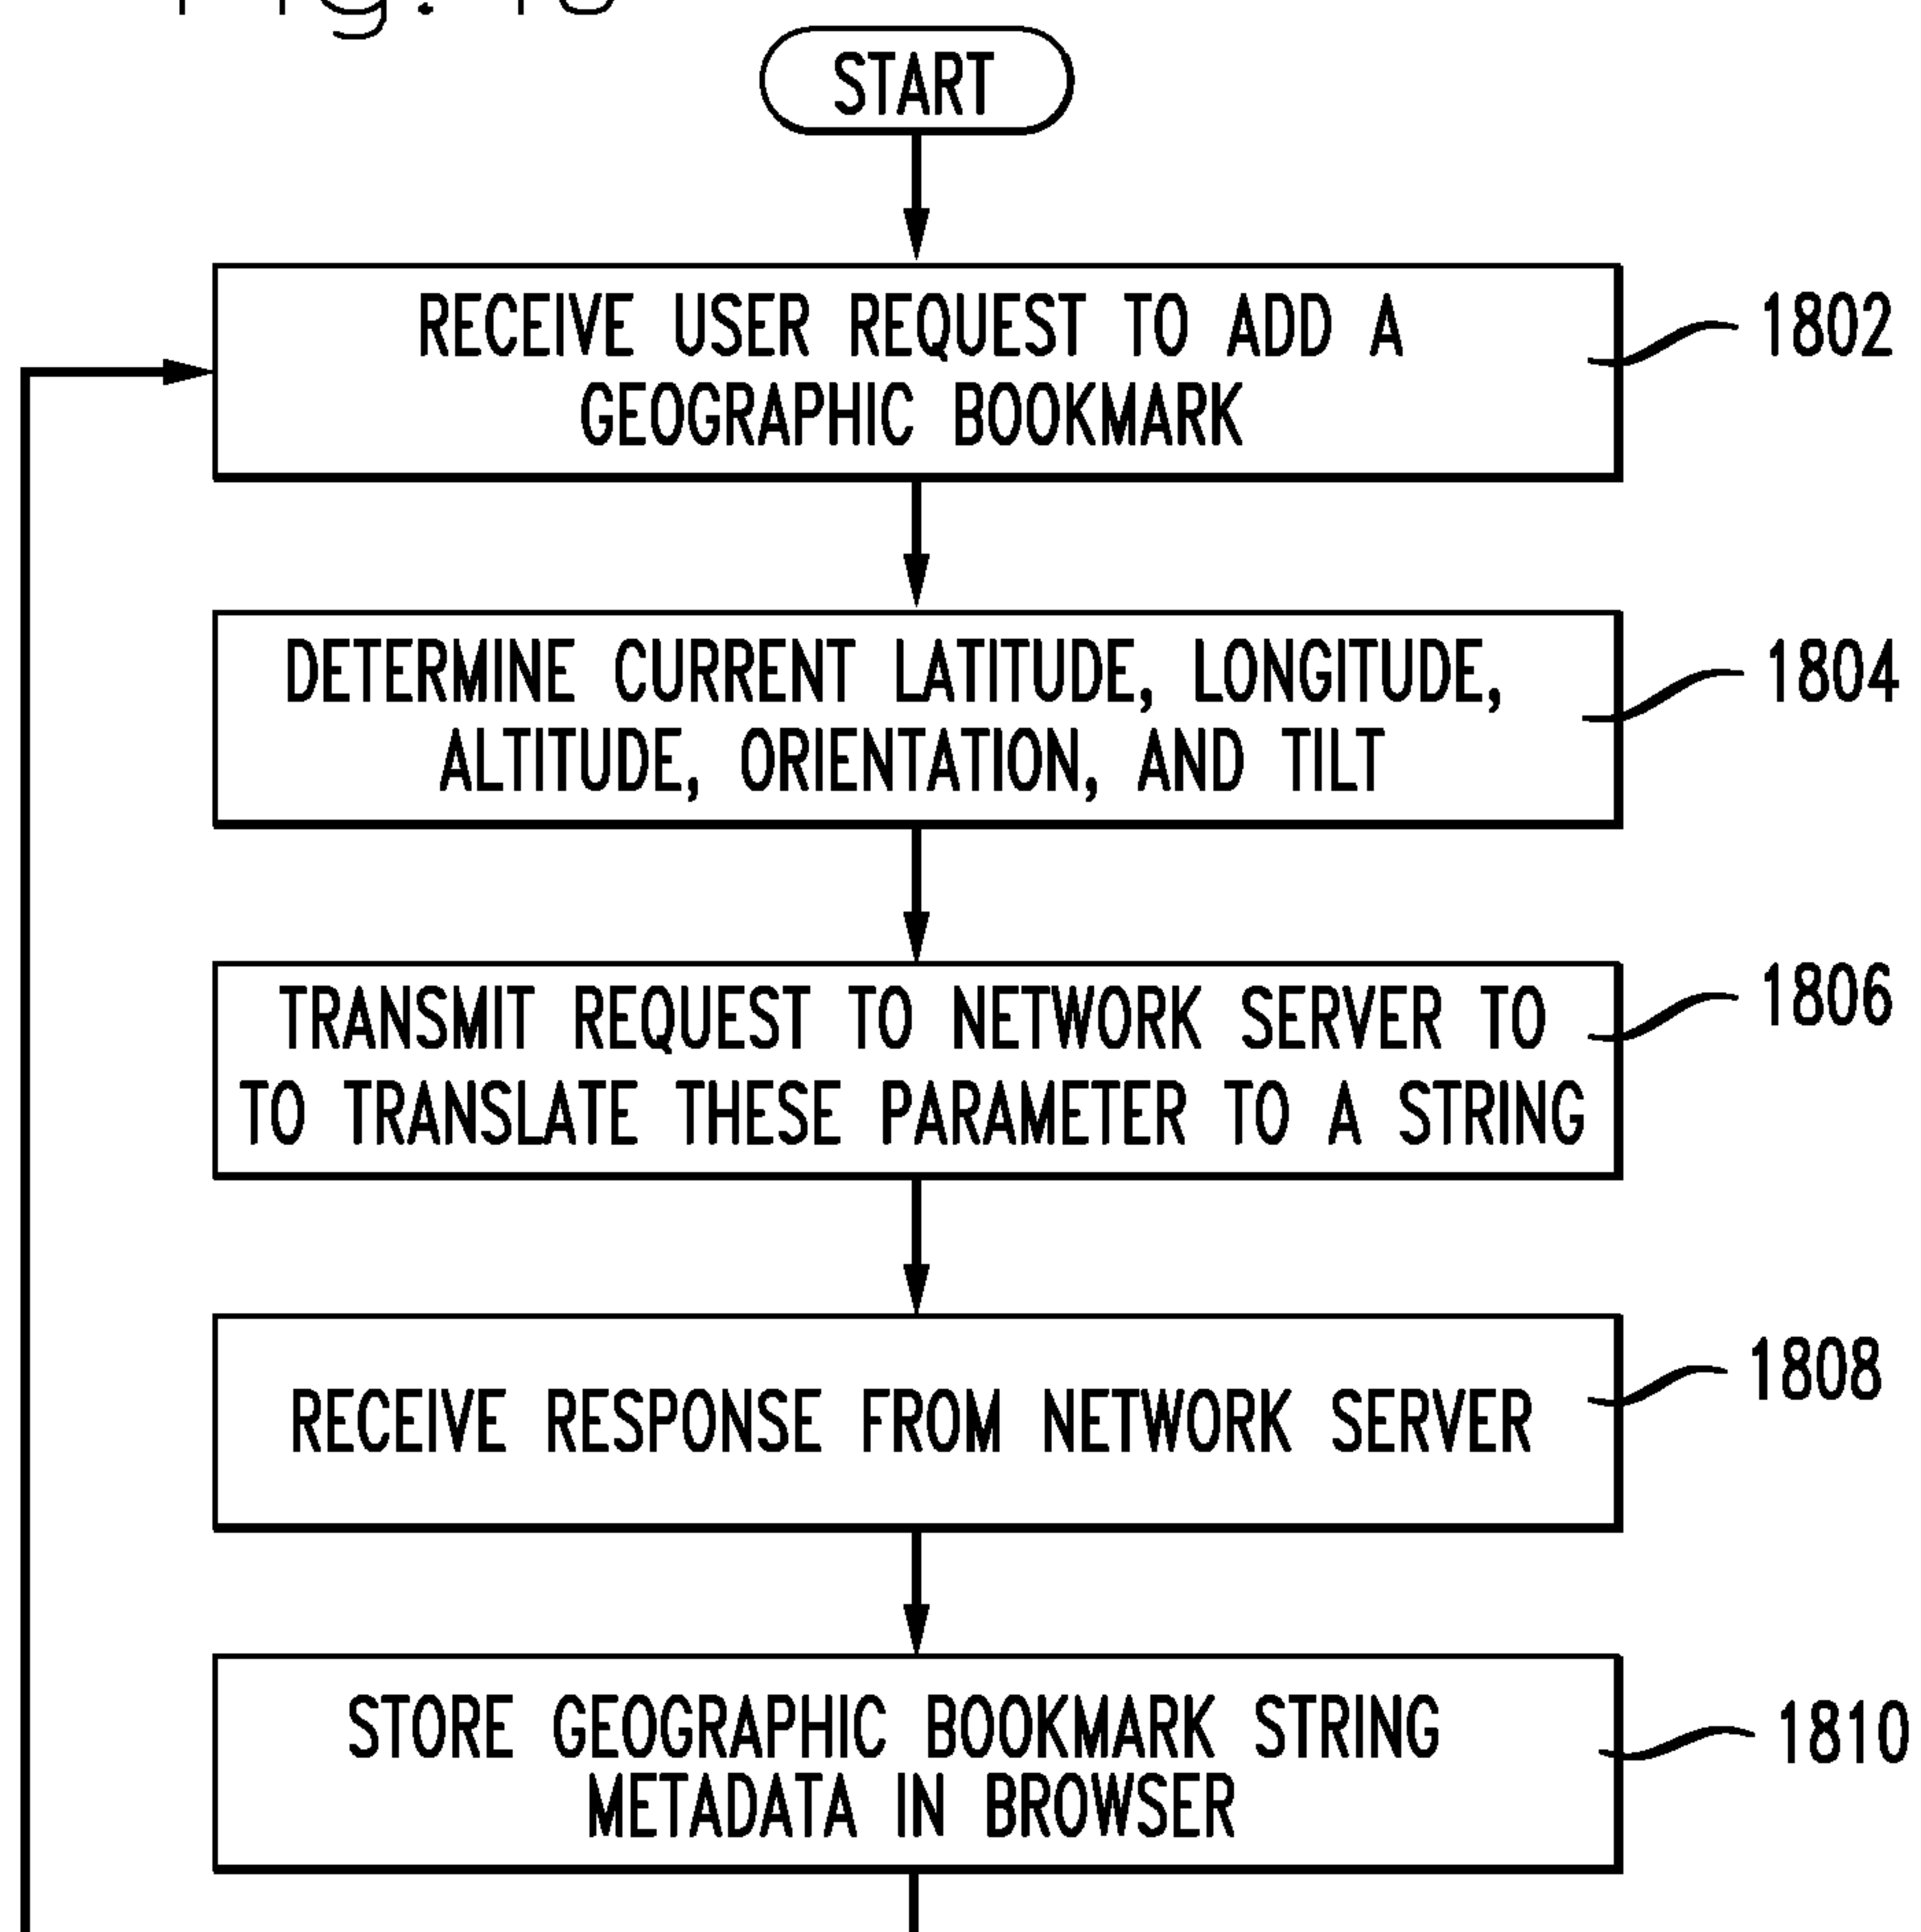 START
RECEIVE USER REQUEST TO ADD A
GEOGRAPHIC BOOKMARK
1802
DETERMINE CURRENT LATITUDE, LONGITUDE,
ALTITUDE, ORIENTATION, AND TILT
1804
TRANSMIT REQUEST TO NETWORK SERVER TO
TO TRANSLATE THESE PARAMETER TO A STRING
1806
RECEIVE RESPONSE FROM NETWORK SERVER
1808
STORE GEOGRAPHIC BOOKMARK STRING
METADATA IN BROWSER
1810